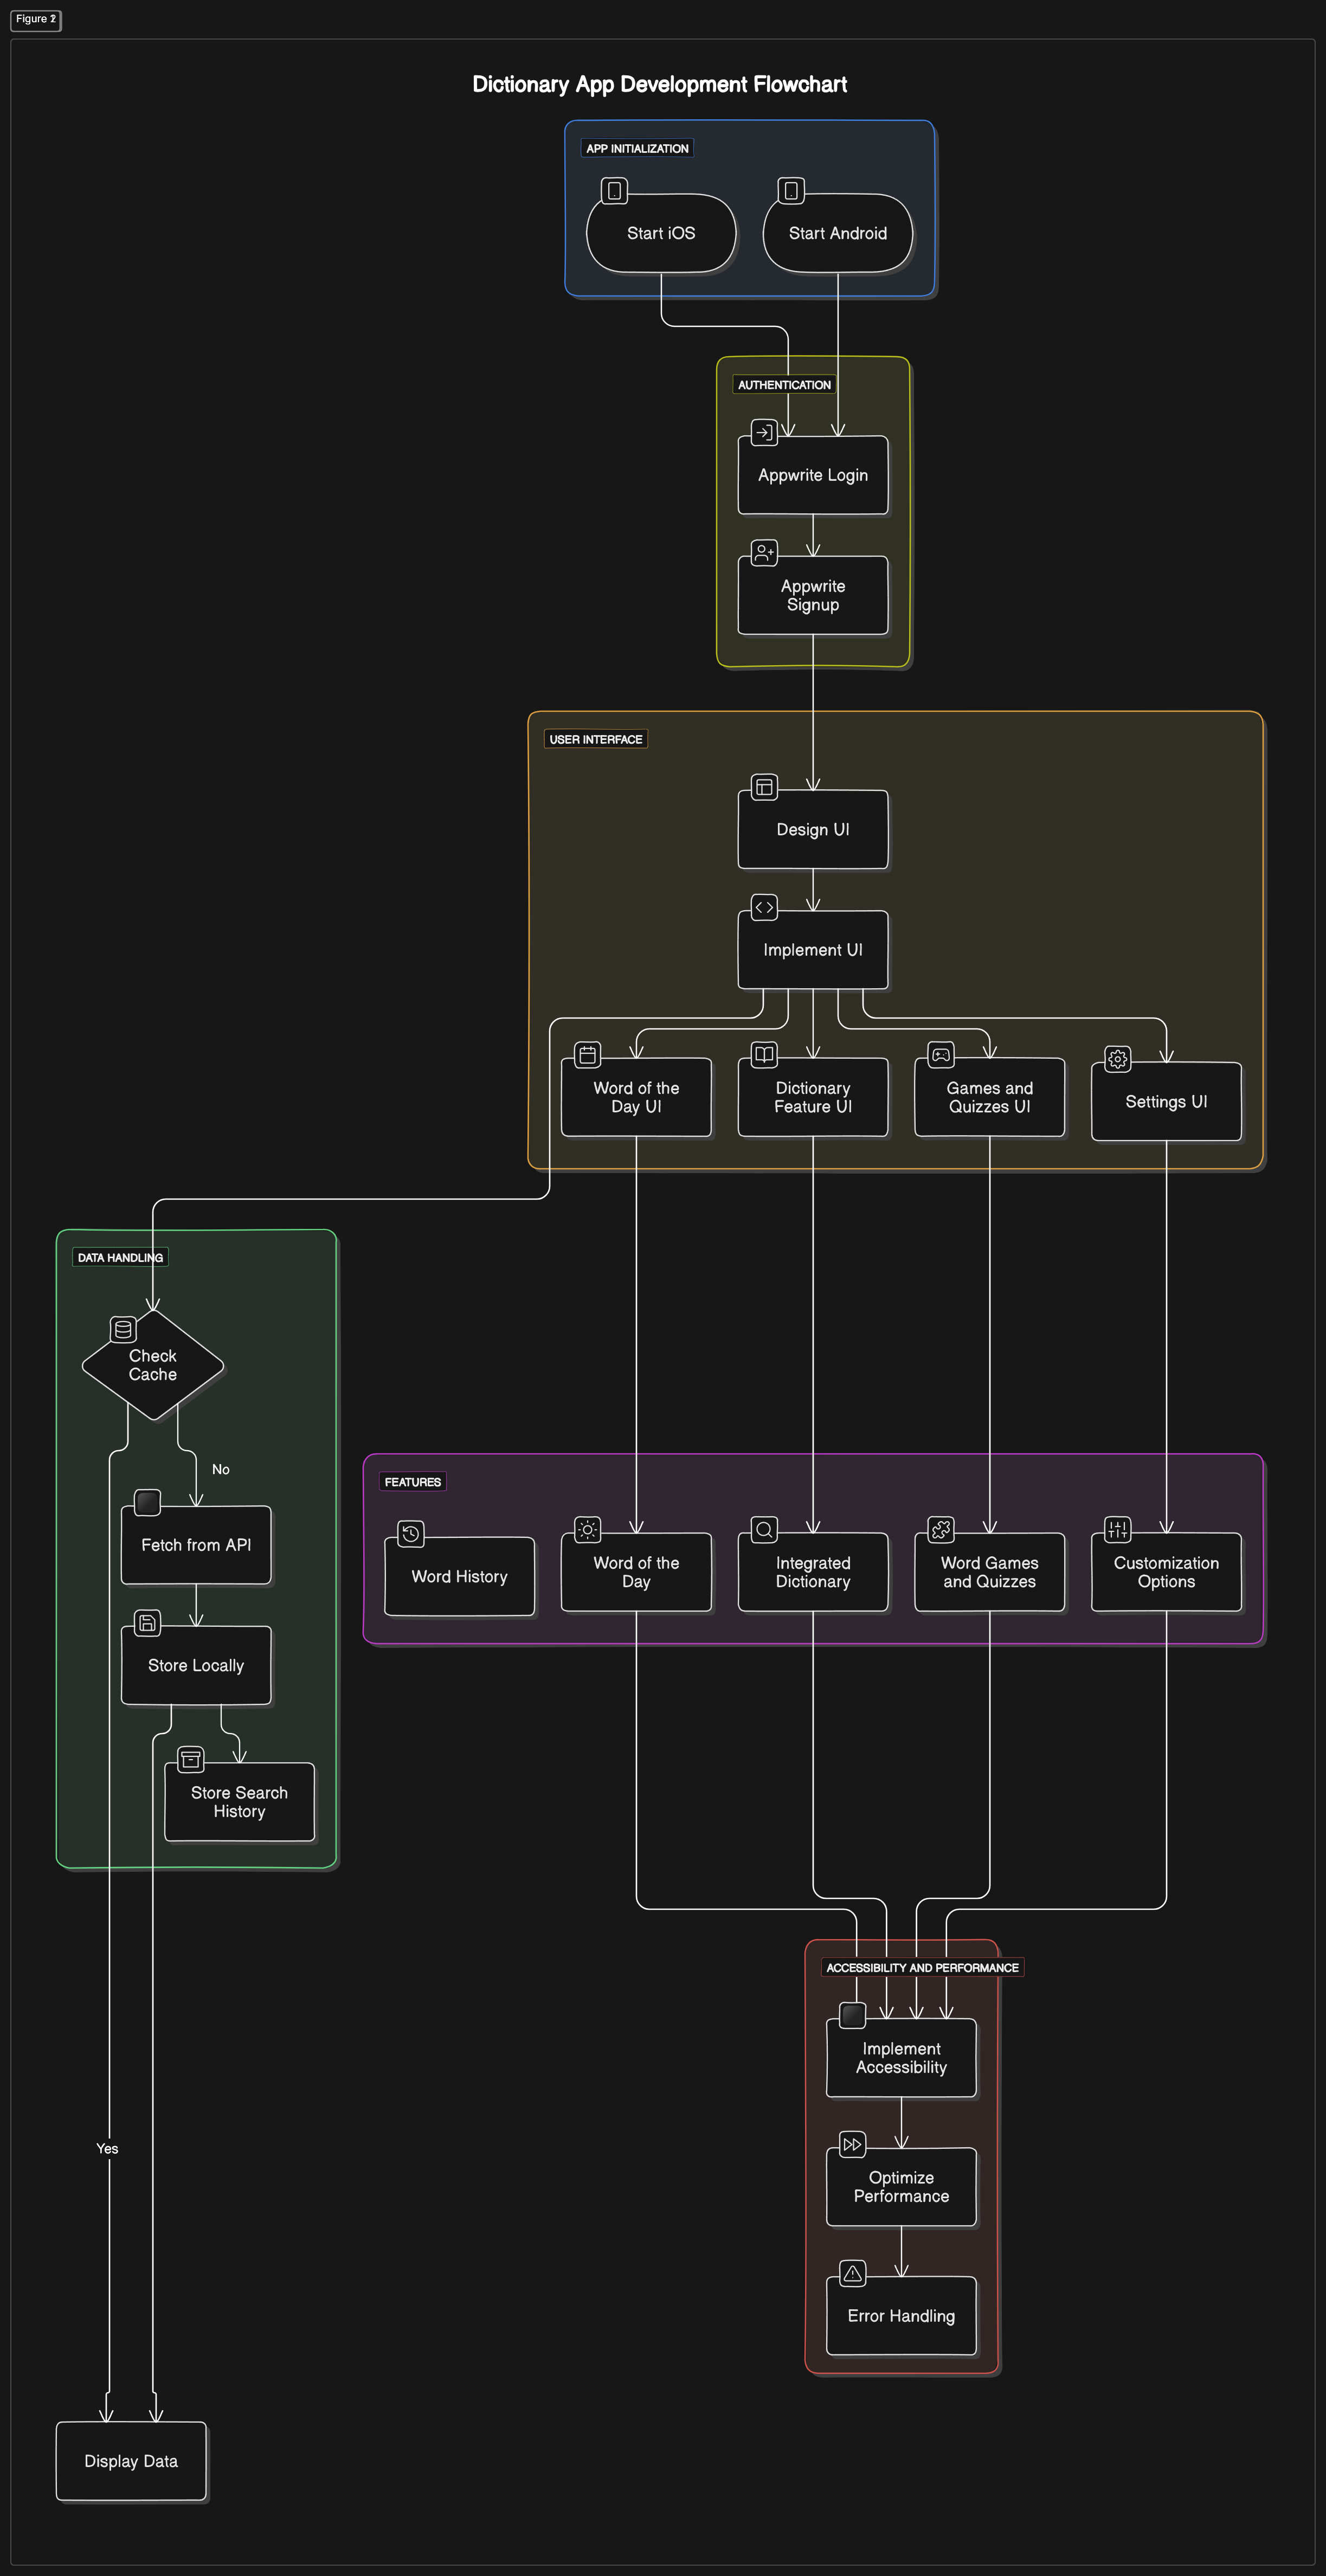 Figure 2
Dictionary App Development Flowchart
APP INITIALIZATION
Start iOS
Start Android
AUTHENTICATION
Appwrite Login
Appwrite
Signup
USER INTERFACE
Design UI
Implement UI
Word of the
Day UI
Dictionary
Feature UI
Games and
Quizzes UI
Settings UI
DATA HANDLING
Check
Cache
No
Fetch from API
Store Locally
Store Search
History
FEATURES
Word History
Word of the
Day
Integrated
Dictionary
Word Games
and Quizzes
Customization
Options
ACCESSIBILITY AND PERFORMANCE
Implement
Accessibility
Optimize
Performance
Error Handling
Yes
Display Data